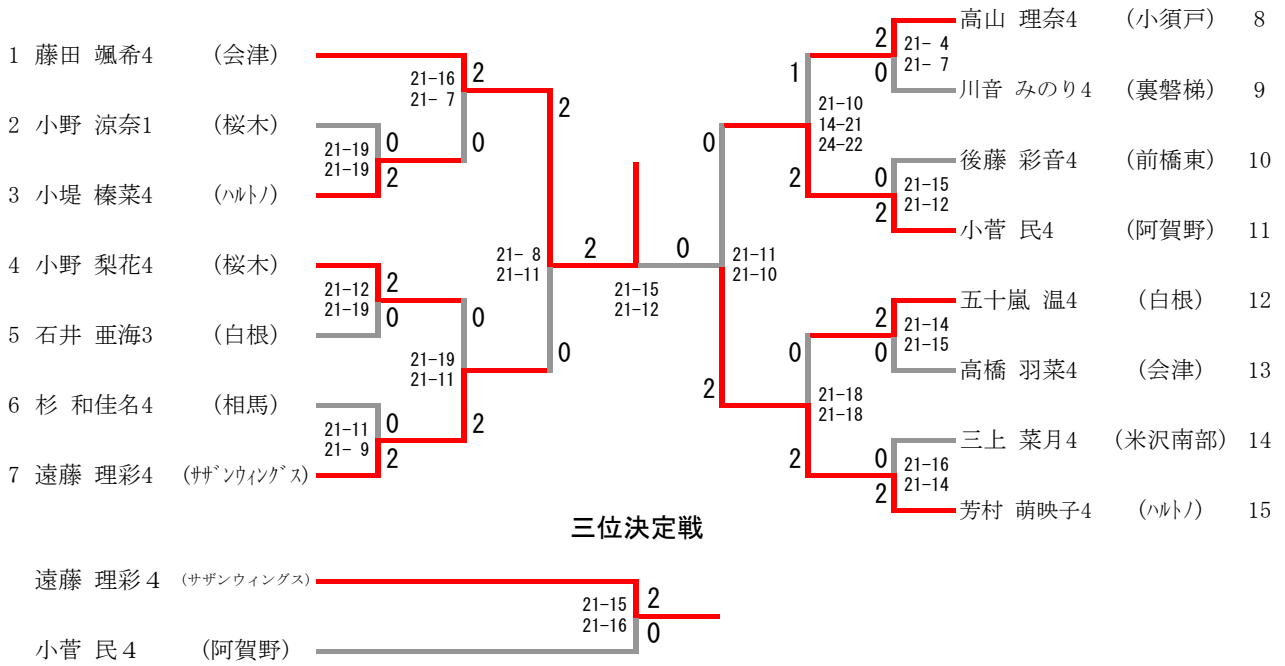 1 藤田 颯希4 (会津)
2 小野 涼奈1 (桜木)
3 小堤 榛菜4 (ﾊﾙﾄﾉ)
4 小野 梨花4 (桜木)
5 石井 亜海3 (白根)
6 杉 和佳名4 (相馬)
7 遠藤 理彩4 (ｻｻﾞﾝｳｨﾝｸﾞｽ)
21-16 2
21- 7
0
21-19 0
21-19 2
2
21-12 2
21-19 0
0
21-19
21-11
2
21-11 0
21- 9 2
21- 8
21-11
0
2 0
21-15
21-12
高山 理奈4 (小須戸) 8
川音 みのり4 (裏磐梯) 9
後藤 彩音4 (前橋東) 10
小菅 民4 (阿賀野) 11
五十嵐 温4 (白根) 12
高橋 羽菜4 (会津) 13
三上 菜月4 (米沢南部) 14
芳村 萌映子4 (ﾊﾙﾄﾉ) 15
2 21- 4
0 21- 7
1
21-10
14-21
24-22
2
0 21-15
2 21-12
0
21-11
21-10
2
2 21-14
0 21-15
0
21-18
21-18
2
0 21-16
2 21-14
三位決定戦
遠藤 理彩４ (サザンウィングス)
小菅 民４ (阿賀野)
21-15 2
21-16 0